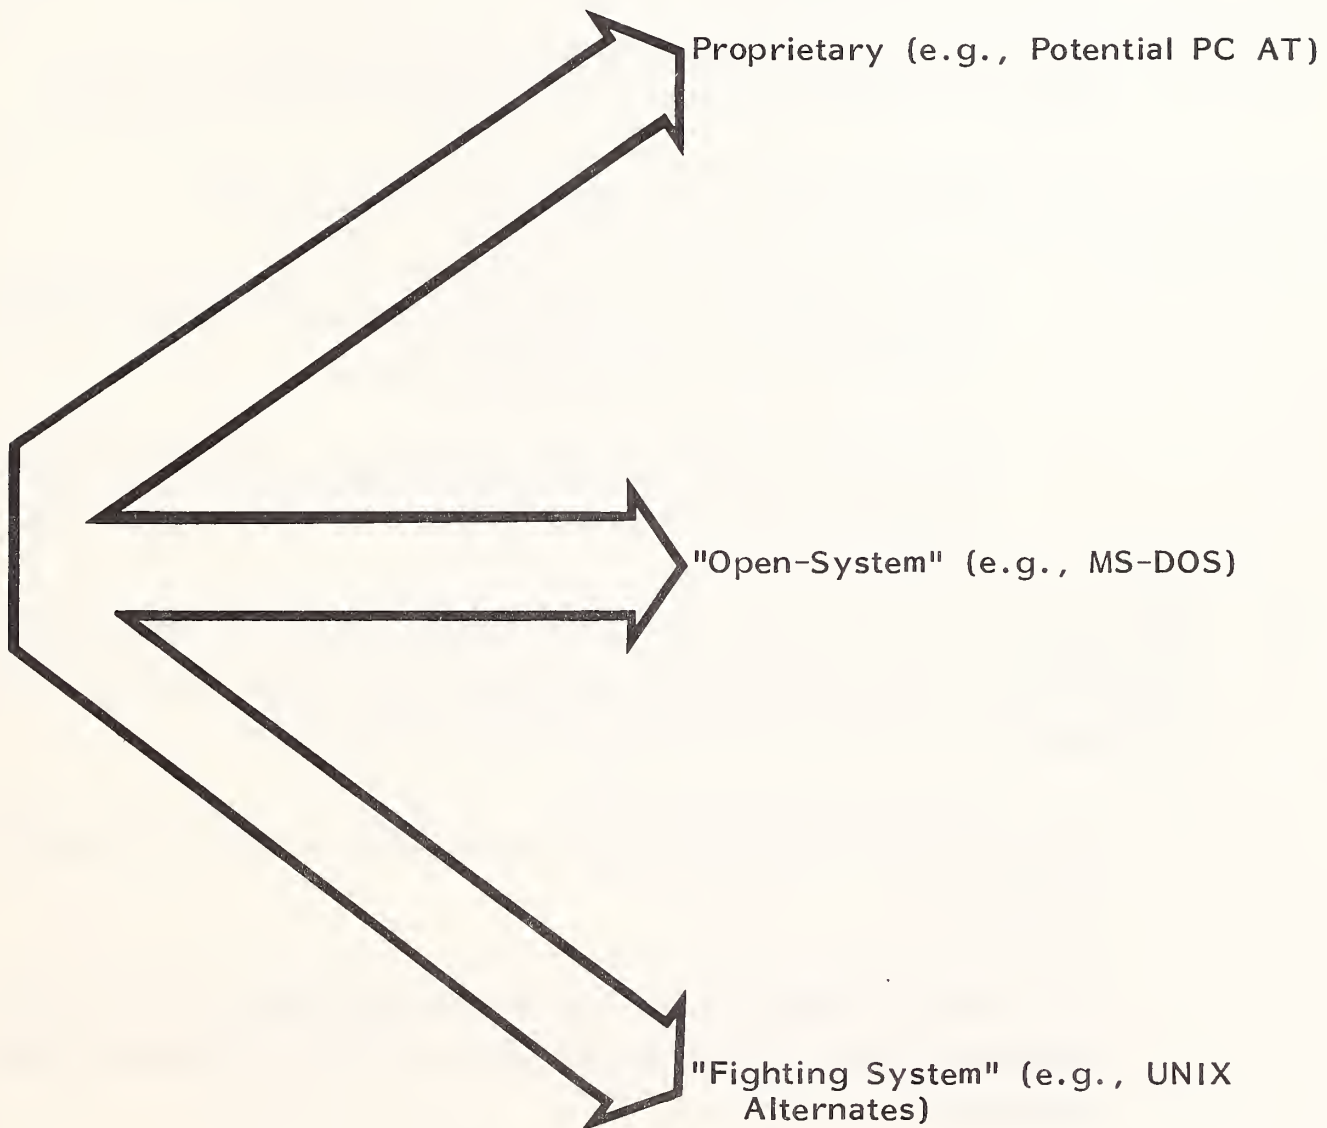 Proprietary (e.g., Potential PC AT)
"Open-System" (e.g., MS-DOS)
"Fighting System" (e.g., UNIX
Alternates)